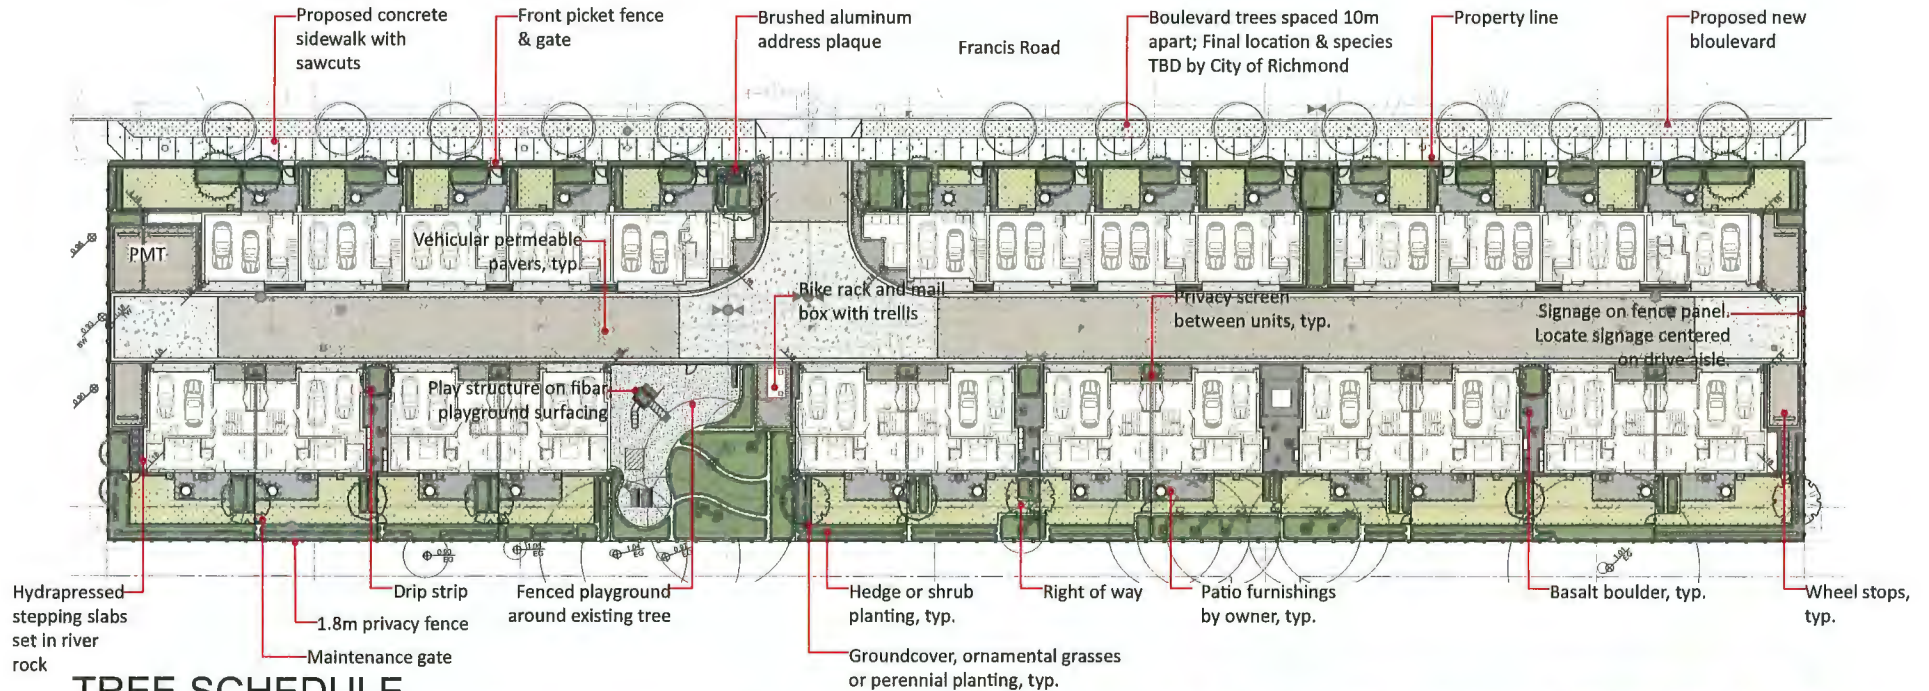 Proposed concrete
sidewalk with
sawcuts
Front picket fence
& gate
Brushed aluminum
address plaque
Francis Road
Boulevard trees spaced 10m
apart; Final location & species
TBD by City of Richmond
Property line
Proposed new
bloulevard
PMT
Vehicular permeable
pavers, typ.
Bike rack and mail
box with trellis
Privacy screen
between units, typ.
Signage on fence panel.
Locate signage centered
on drive aisle.
Play structure on fibar
playground surfacing
Hydrapressed
stepping slabs
set in river
rock
1.8m privacy fence
Maintenance gate
Drip strip
Fenced playground
around existing tree
Hedge or shrub
planting, typ.
Groundcover, ornamental grasses
or perennial planting, typ.
Right of way
Patio furnishings
by owner, typ.
Basalt boulder, typ.
Wheel stops,
typ.
TREE SCHEDULE